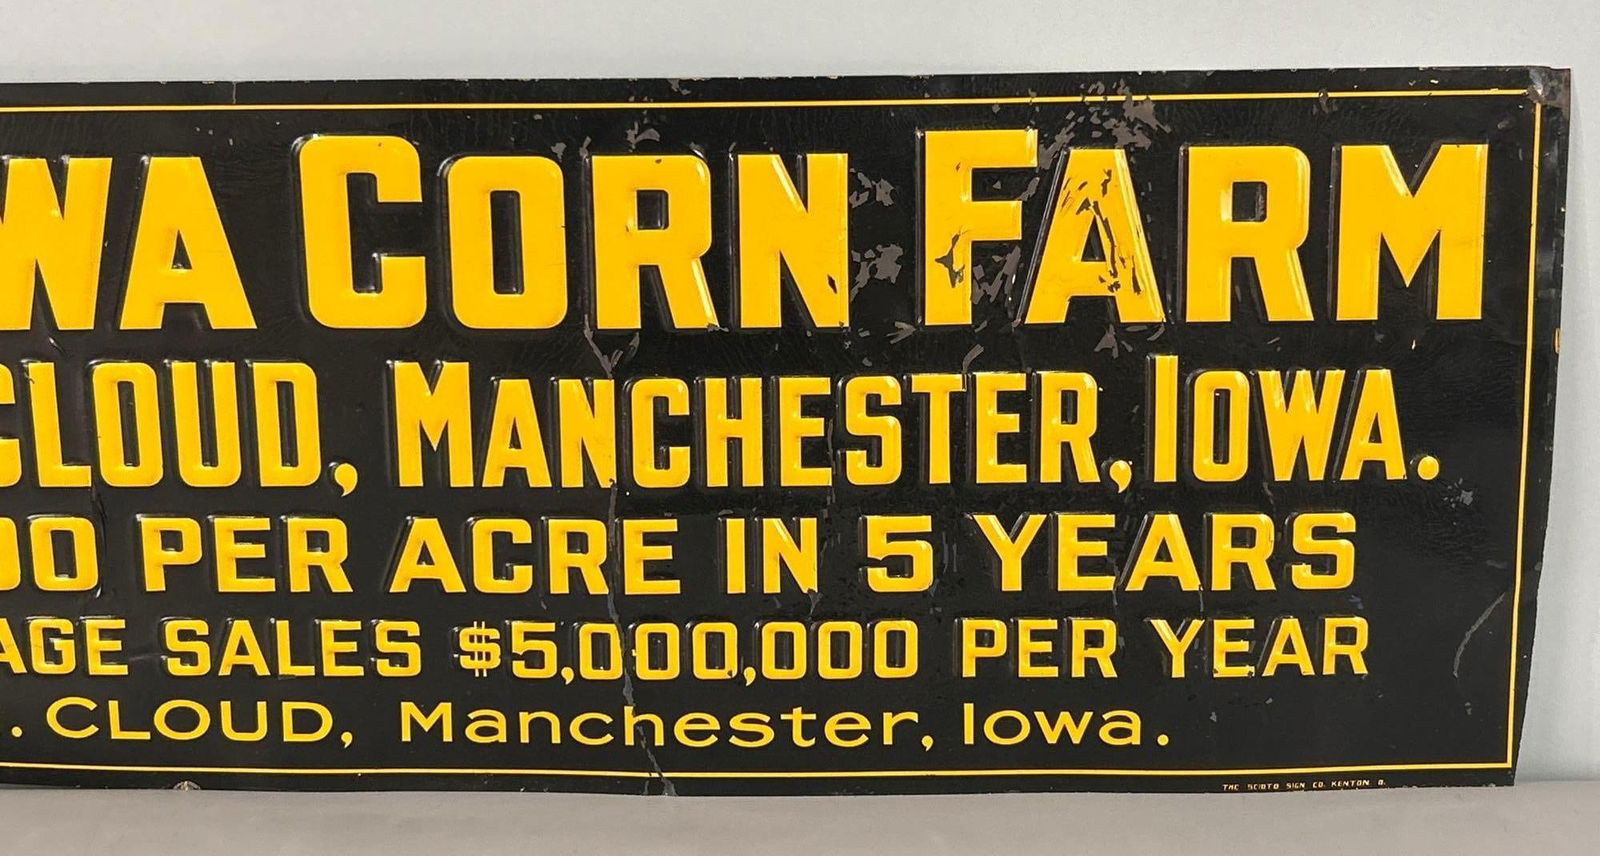 WA CORN FARM
CLOUD, MANCHESTER, IOWA.
00 PER ACRE IN 5 YEARS
AGE SALES $5,000,000 PER YEAR
. CLOUD, Manchester, Iowa.
THE SCIOTO SIGN CO. KENTON O.